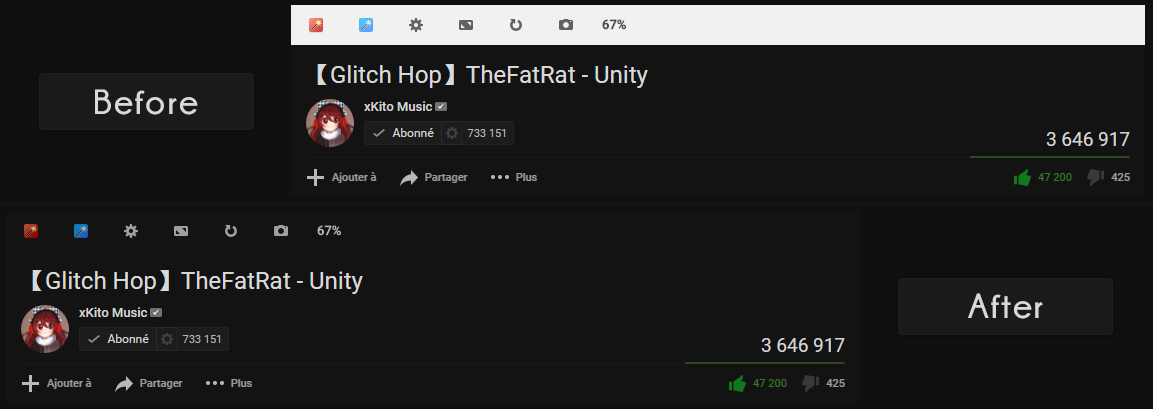 67%
Before
【Glitch Hop】TheFatRat - Unity
xKito Music
Abonné 733 151
3 646 917
Ajouter à Partager Plus 47 200 425
67%
【Glitch Hop】TheFatRat - Unity
xKito Music
After
Abonné 733 151
3 646 917
Ajouter à Partager Plus 47 200 425